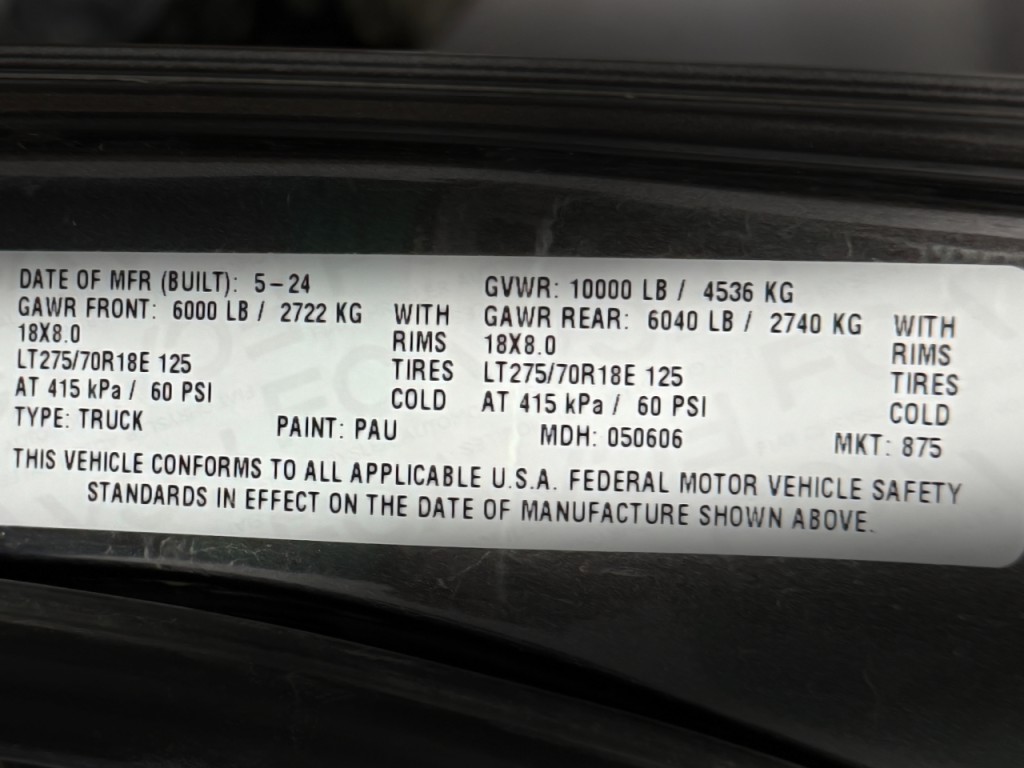 DATE OF MFR (BUILT): 5-24 GVWR: 10000 LB / 4536 KG
GAWR FRONT: 6000 LB / 2722 KG WITH GAWR REAR: 6040 LB / 2740 KG WITH
18X8.0 RIMS 18X8.0 RIMS
LT275/70R18E 125 TIRES LT275/70R18E 125 TIRES
AT 415 kPa / 60 PSI COLD AT 415 kPa / 60 PSI COLD
TYPE: TRUCK PAINT: PAU MDH: 050606 MKT: 875
THIS VEHICLE CONFORMS TO ALL APPLICABLE U.S.A. FEDERAL MOTOR VEHICLE SAFETY
STANDARDS IN EFFECT ON THE DATE OF MANUFACTURE SHOWN ABOVE.